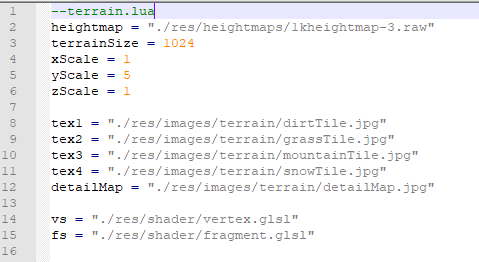 1 --terrain.lua
2 heightmap = "./res/heightmaps/1kheightmap-3.raw"
3 terrainSize = 1024
4 xScale = 1
5 yScale = 5
6 zScale = 1
7
8 tex1 = "./res/images/terrain/dirtTile.jpg"
9 tex2 = "./res/images/terrain/grassTile.jpg"
10 tex3 = "./res/images/terrain/mountainTile.jpg"
11 tex4 = "./res/images/terrain/snowTile.jpg"
12 detailMap = "./res/images/terrain/detailMap.jpg"
13
14 vs = "./res/shader/vertex.glsl"
15 fs = "./res/shader/fragment.glsl"
16